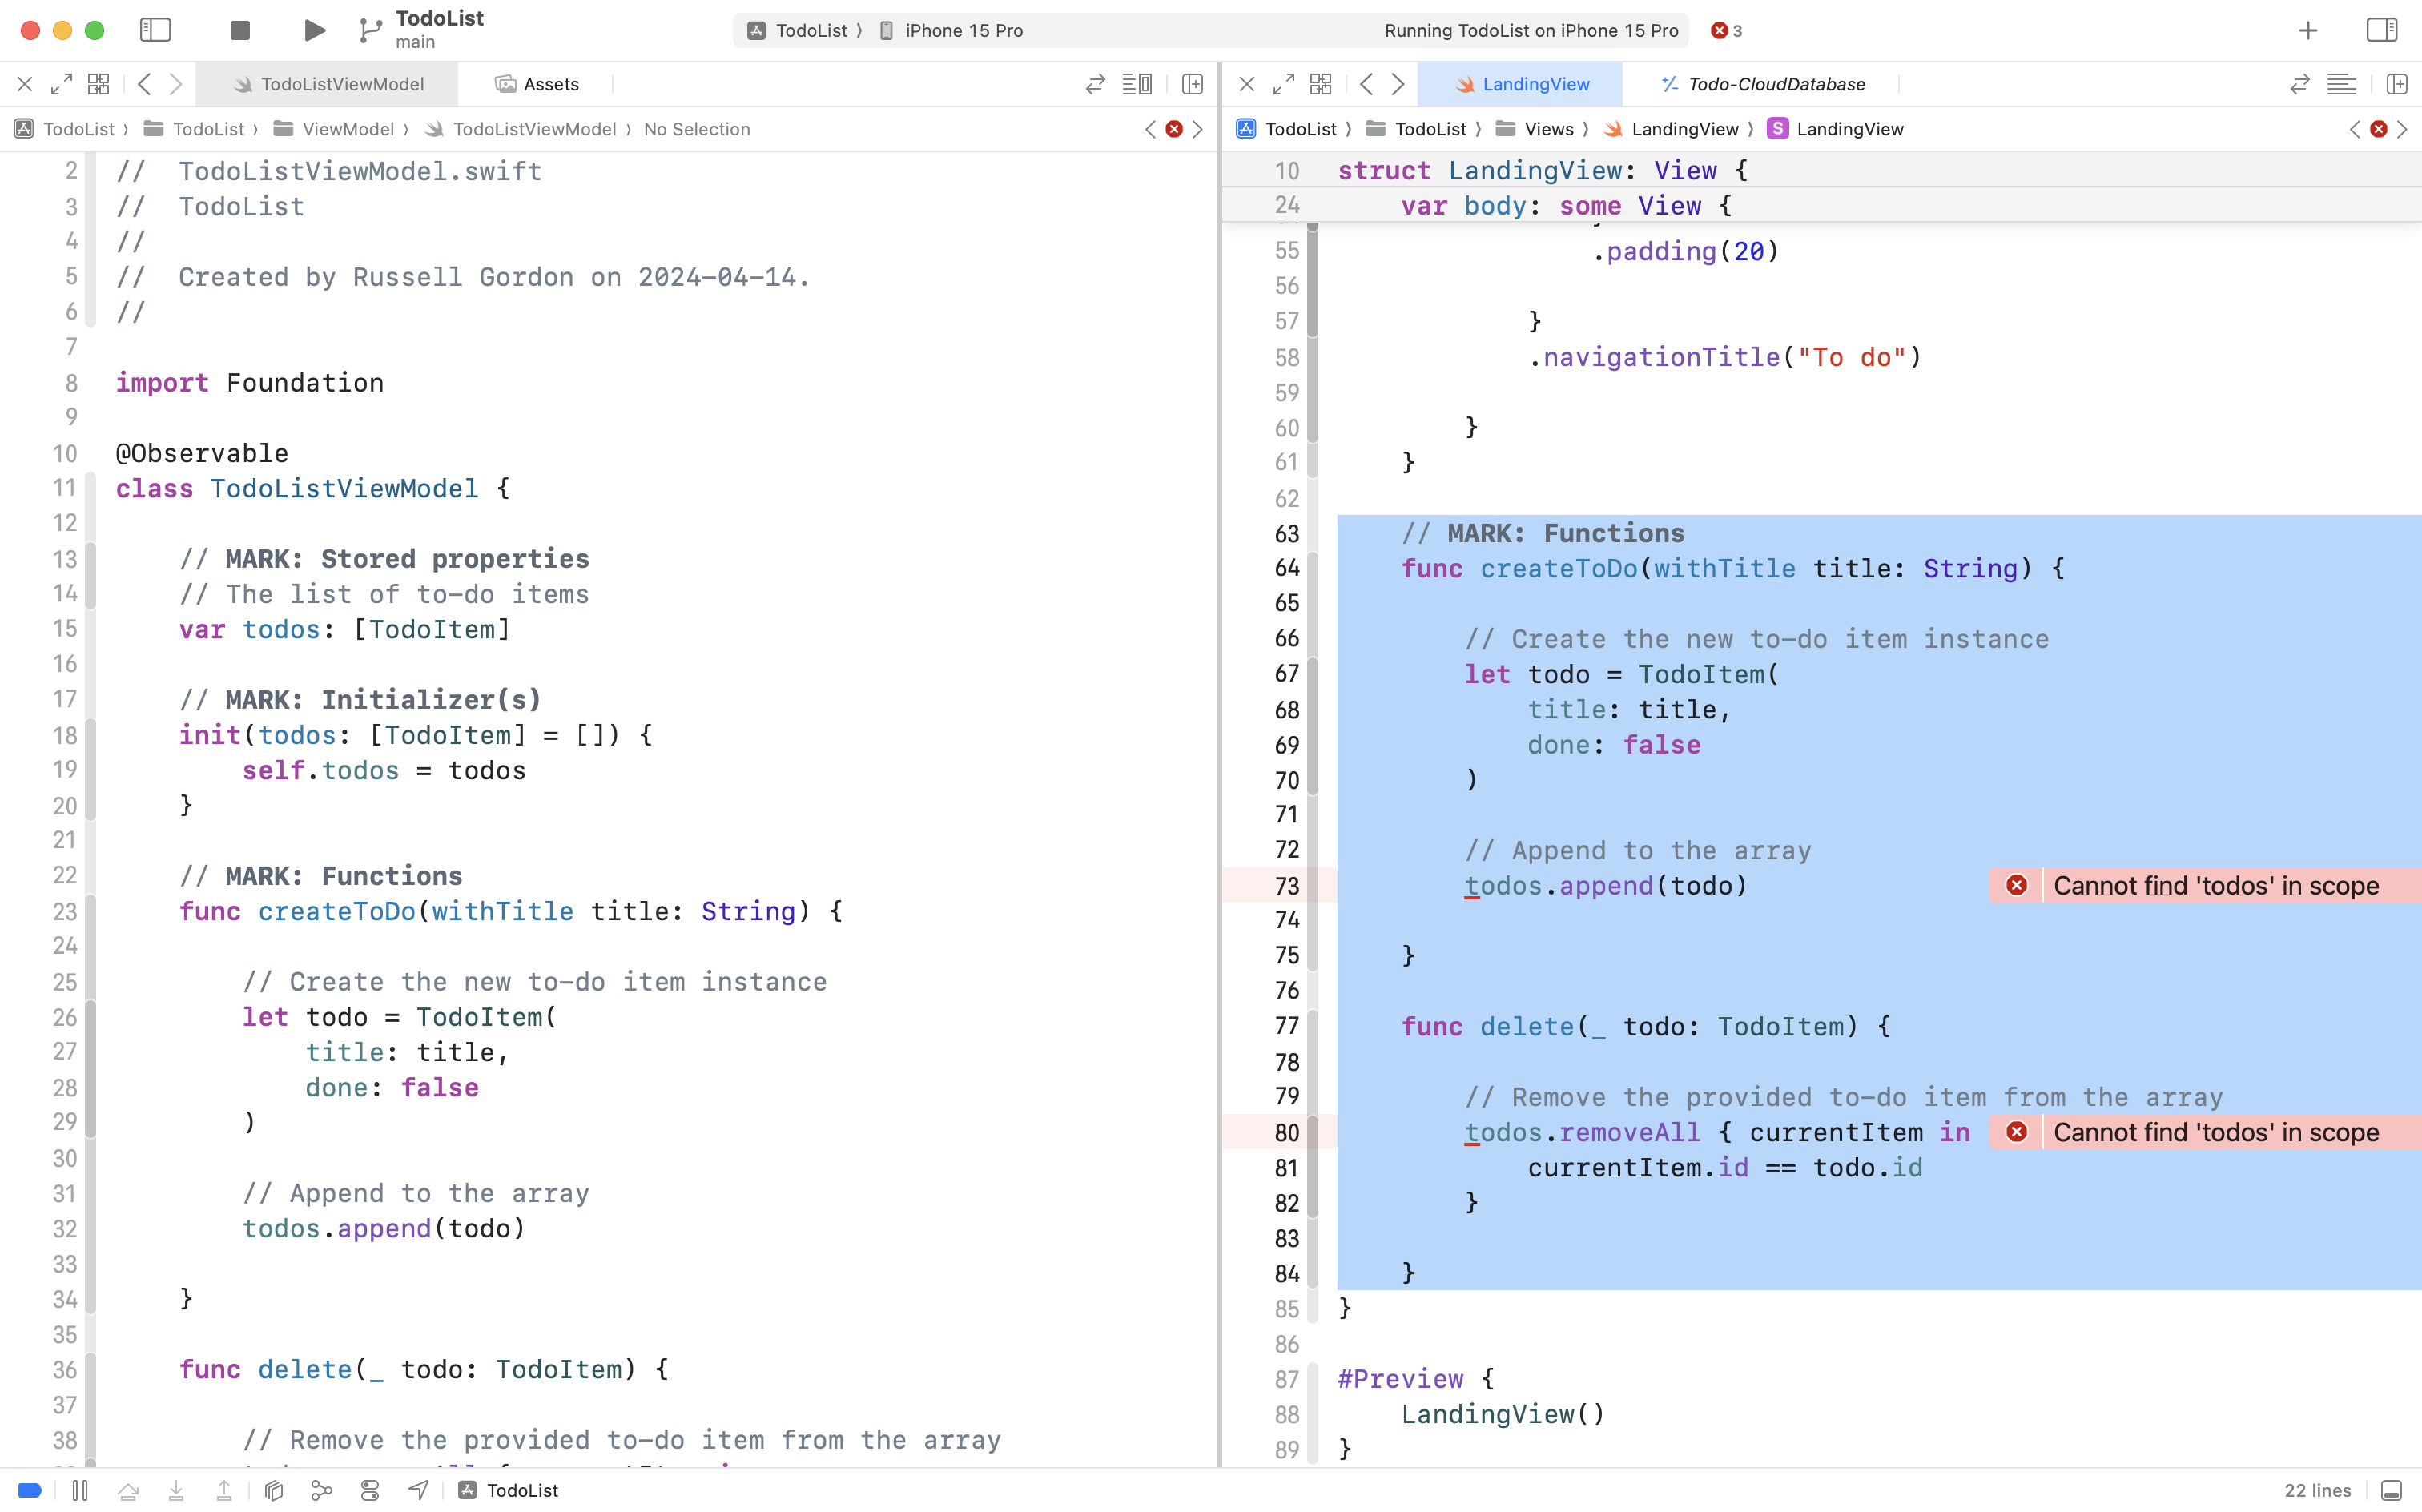 TodoList
main
TodoList 〉 iPhone 15 Pro
Running TodoList on iPhone 15 Pro
3
TodoListViewModel
Assets
TodoList 〉 TodoList 〉 ViewModel 〉 TodoListViewModel 〉 No Selection
2 //  TodoListViewModel.swift
3 //  TodoList
4 //
5 //  Created by Russell Gordon on 2024-04-14.
6 //
7
8 import Foundation
9
10 @Observable
11 class TodoListViewModel {
12
13     // MARK: Stored properties
14     // The list of to-do items
15     var todos: [TodoItem]
16
17     // MARK: Initializer(s)
18     init(todos: [TodoItem] = []) {
19         self.todos = todos
20     }
21
22     // MARK: Functions
23     func createToDo(withTitle title: String) {
24
25         // Create the new to-do item instance
26         let todo = TodoItem(
27             title: title,
28             done: false
29         )
30
31         // Append to the array
32         todos.append(todo)
33
34     }
35
36     func delete(_ todo: TodoItem) {
37
38         // Remove the provided to-do item from the array
LandingView
Todo-CloudDatabase
TodoList 〉 TodoList 〉 Views 〉 LandingView 〉 S LandingView
10 struct LandingView: View {
24     var body: some View {
55                 .padding(20)
56
57             }
58             .navigationTitle("To do")
59
60         }
61     }
62
63     // MARK: Functions
64     func createToDo(withTitle title: String) {
65
66         // Create the new to-do item instance
67         let todo = TodoItem(
68             title: title,
69             done: false
70         )
71
72         // Append to the array
73         todos.append(todo) Cannot find 'todos' in scope
74
75     }
76
77     func delete(_ todo: TodoItem) {
78
79         // Remove the provided to-do item from the array
80         todos.removeAll { currentItem in Cannot find 'todos' in scope
81             currentItem.id == todo.id
82         }
83
84     }
85 }
86
87 #Preview {
88     LandingView()
89 }
TodoList
22 lines